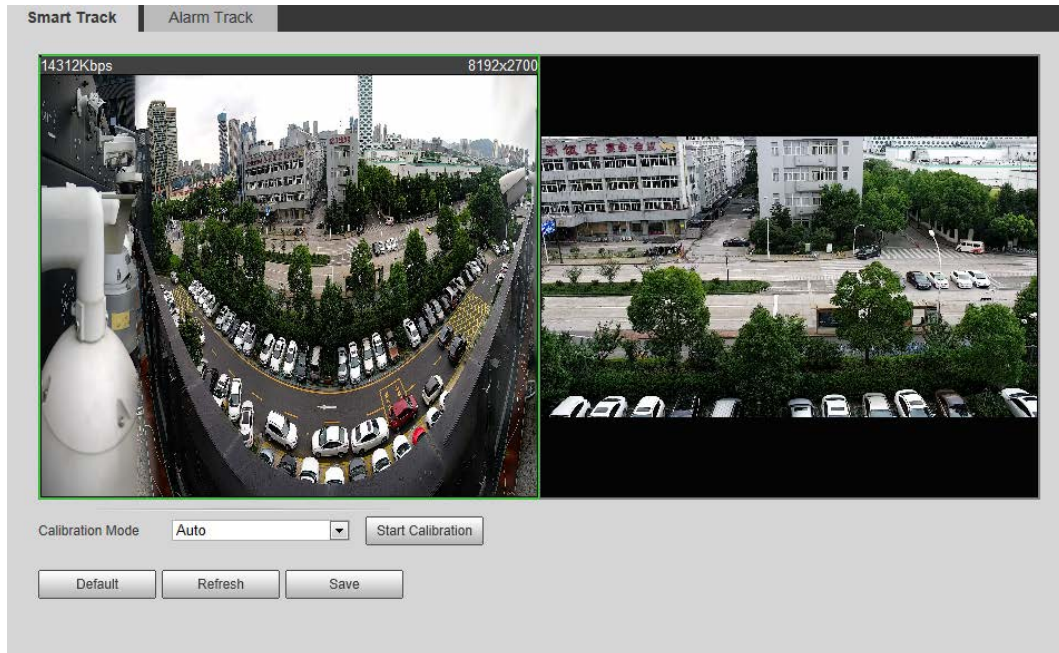 Smart Track
Alarm Track
14312Kbps
8192x2700
Calibration Mode
Auto
Start Calibration
Default
Refresh
Save